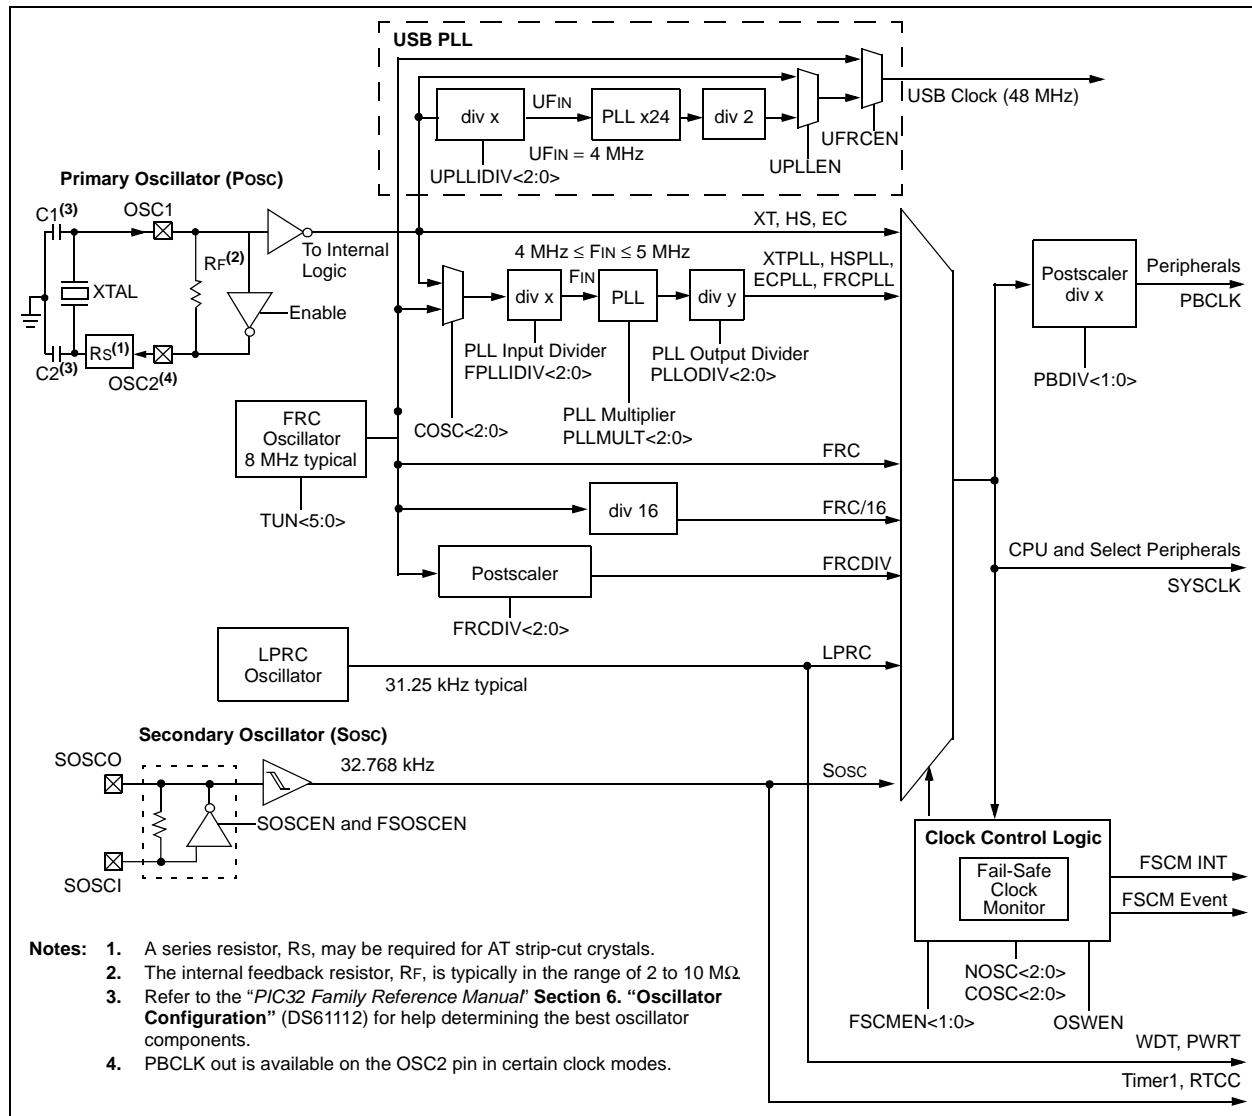 USB PLL
div x
UFIN
PLL x24
div 2
UFIN = 4 MHz
UPLLIDIV<2:0>
UPLLEN
UFRCEN
USB Clock (48 MHz)
Primary Oscillator (POSC)
C1(3)
OSC1
RF(2)
To Internal
Logic
XTAL
Enable
RS(1)
C2(3)
OSC2(4)
XT, HS, EC
4 MHz ≤ FIN ≤ 5 MHz
FIN
XTPLL, HSPLL,
ECPLL, FRCPLL
div x
PLL
div y
PLL Input Divider
FPLLIDIV<2:0>
PLL Output Divider
PLLODIV<2:0>
PLL Multiplier
PLLMULT<2:0>
COSC<2:0>
Postscaler
div x
Peripherals
PBCLK
PBDIV<1:0>
FRC
Oscillator
8 MHz typical
TUN<5:0>
FRC
div 16
FRC/16
Postscaler
FRCDIV
FRCDIV<2:0>
CPU and Select Peripherals
SYSCLK
LPRC
Oscillator
31.25 kHz typical
LPRC
Secondary Oscillator (SOSC)
SOSCO
32.768 kHz
SOSC
SOSCEN and FSOSCEN
SOSCI
Clock Control Logic
Fail-Safe
Clock
Monitor
FSCM INT
FSCM Event
NOSC<2:0>
COSC<2:0>
FSCMEN<1:0>
OSWEN
WDT, PWRT
Timer1, RTCC
Notes: 1. A series resistor, RS, may be required for AT strip-cut crystals.
2. The internal feedback resistor, RF, is typically in the range of 2 to 10 MΩ
3. Refer to the “PIC32 Family Reference Manual” Section 6. “Oscillator
Configuration” (DS61112) for help determining the best oscillator
components.
4. PBCLK out is available on the OSC2 pin in certain clock modes.